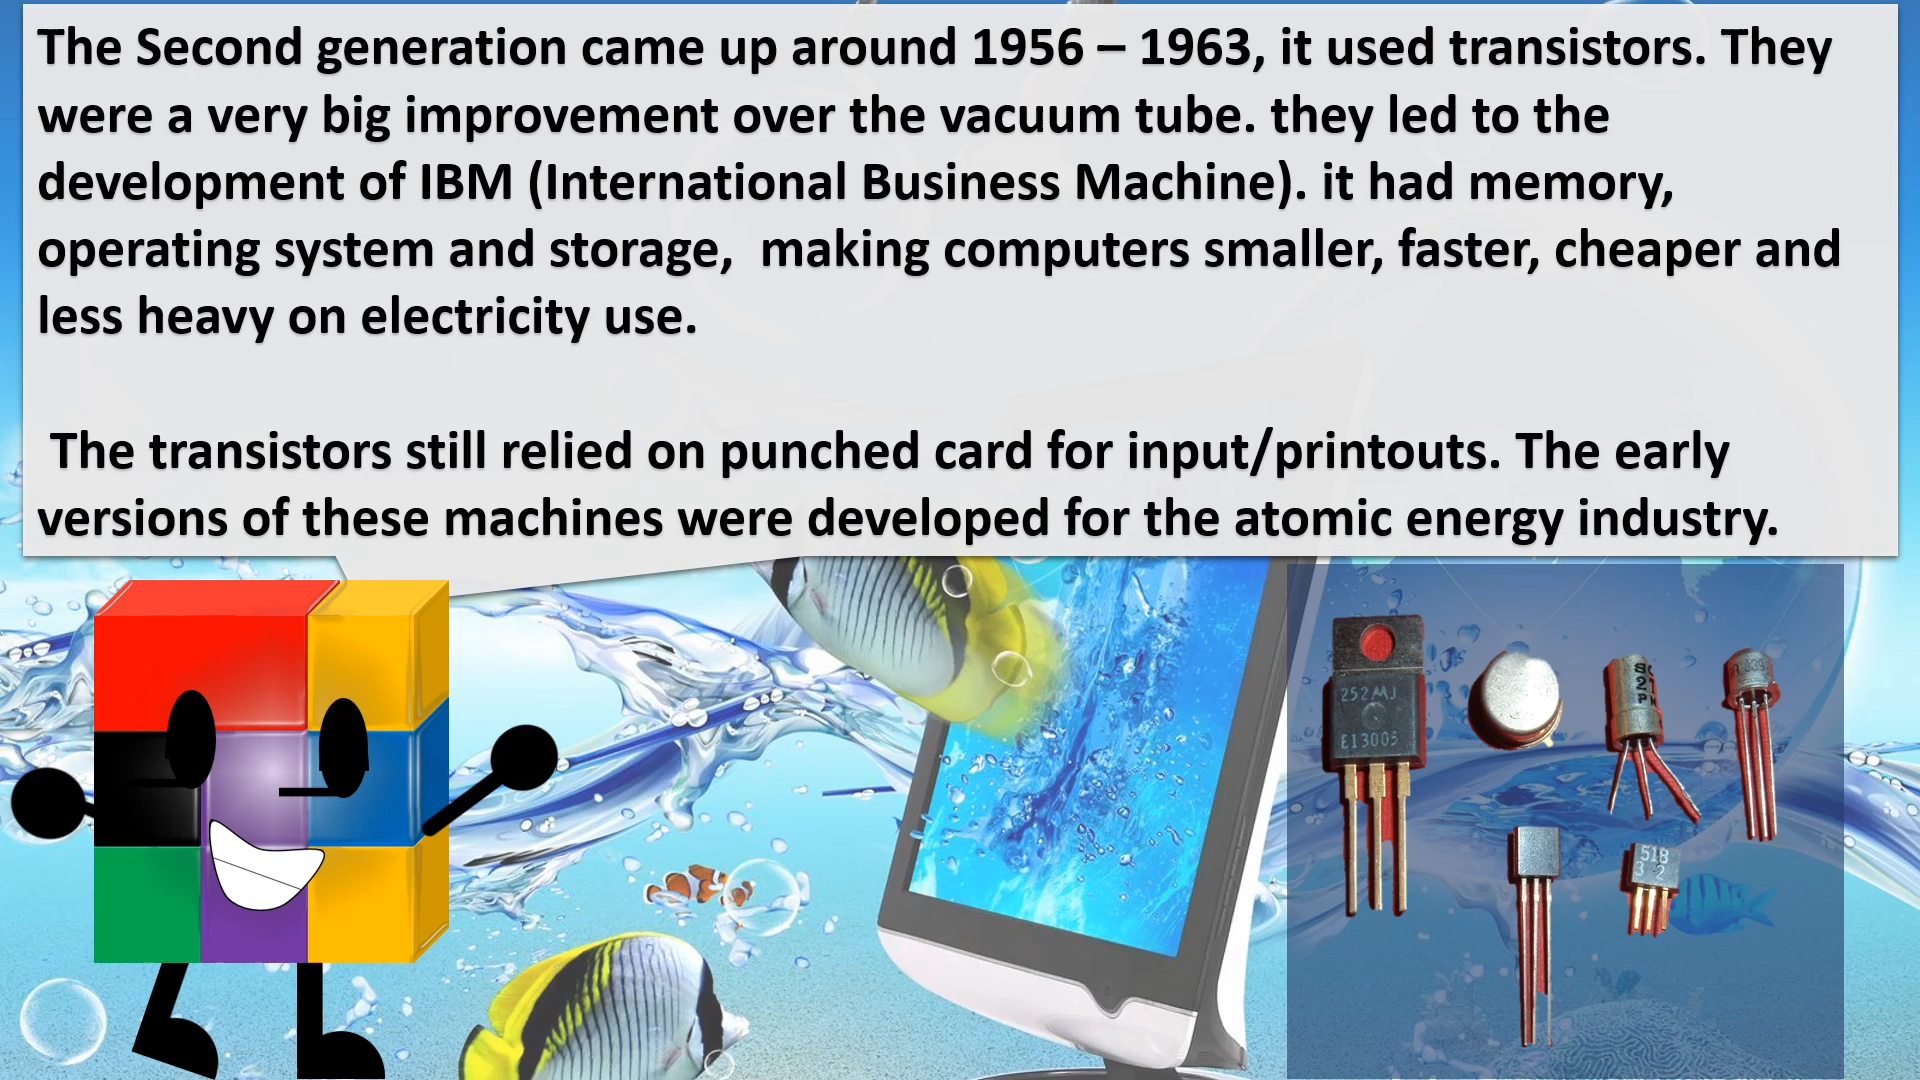 The Second generation came up around 1956 – 1963, it used transistors. They
were a very big improvement over the vacuum tube. they led to the
development of IBM (International Business Machine). it had memory,
operating system and storage,  making computers smaller, faster, cheaper and
less heavy on electricity use.
The transistors still relied on punched card for input/printouts. The early
versions of these machines were developed for the atomic energy industry.
252AAJ
E13005
518
3 2